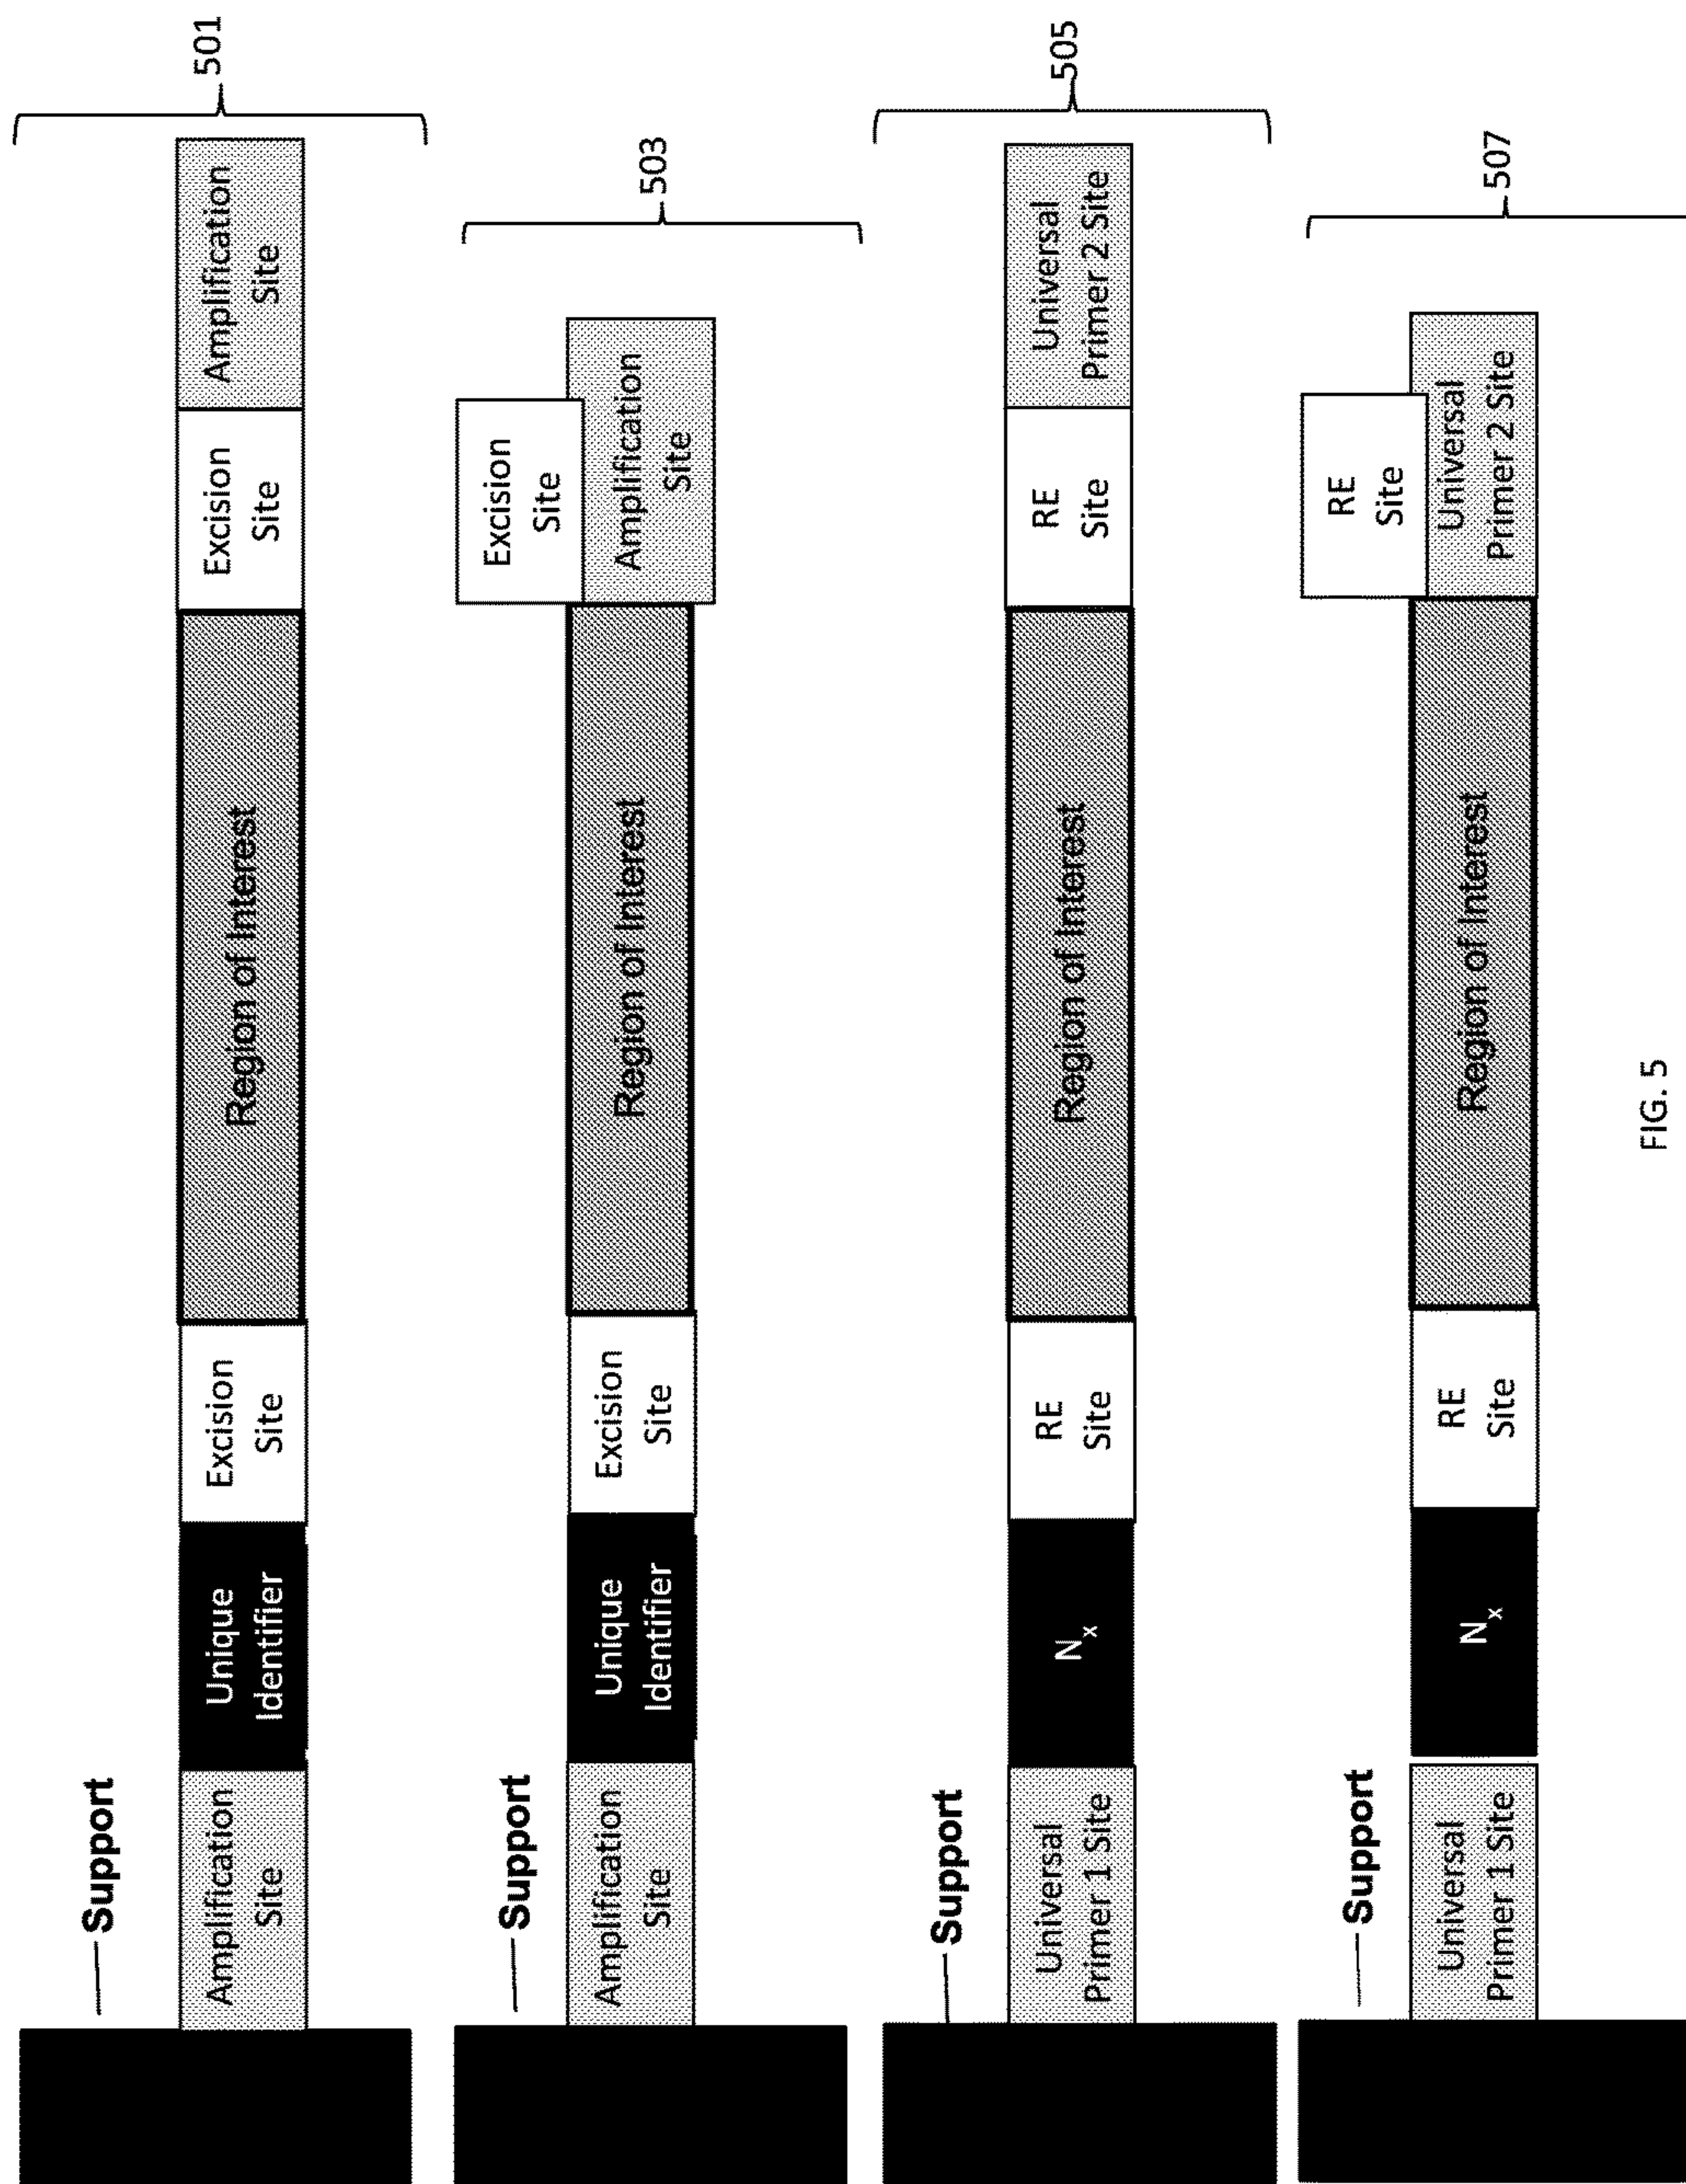 Support
Amplification
Site
Unique
Identifier
Excision
Site
Region of Interest
Excision
Site
Amplification
Site
501
Support
Amplification
Site
Unique
Identifier
Excision
Site
Region of Interest
Excision
Site
Amplification
Site
503
Support
Universal
Primer 1 Site
Nx
RE
Site
Region of Interest
RE
Site
Universal
Primer 2 Site
505
Support
Universal
Primer 1 Site
Nx
RE
Site
Region of Interest
RE
Site
Universal
Primer 2 Site
507
FIG. 5